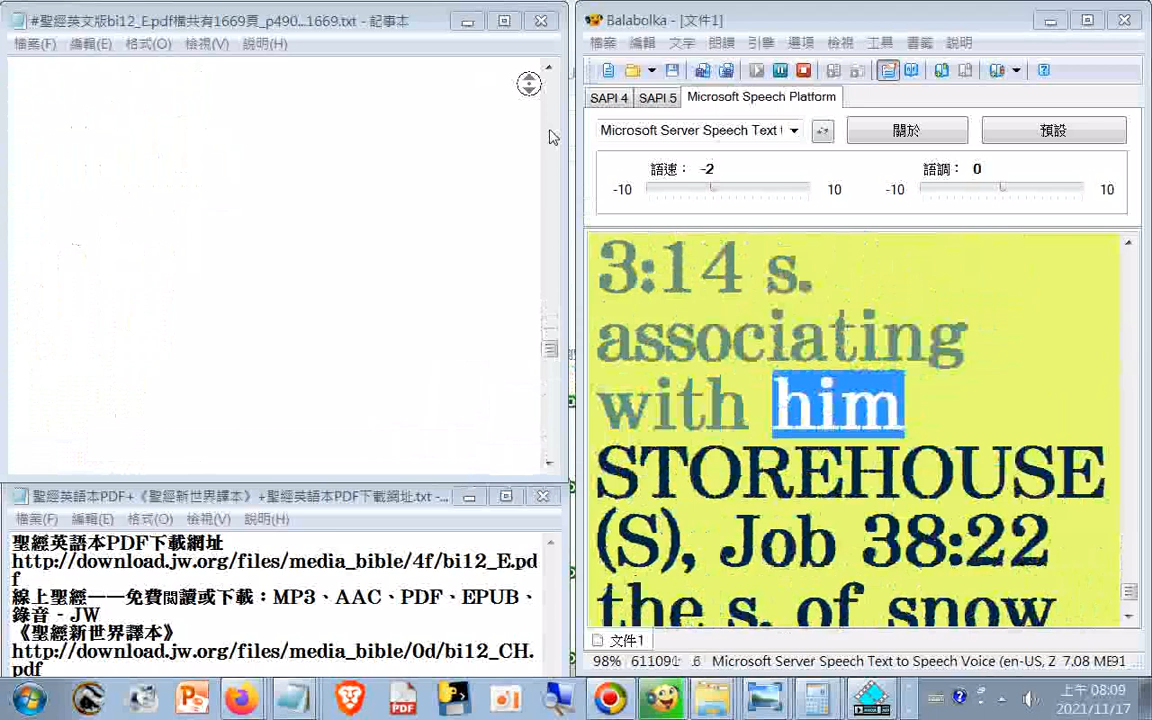 #聖經英文版bi12_E.pdf檔共有1669頁_p490...1669.txt - 記事本
檔案(F) 編輯(E) 格式(O) 檢視(V) 說明(H)
聖經英語本PDF+《聖經新世界譯本》+聖經英語本PDF下載網址.txt -...
檔案(F) 編輯(E) 格式(O) 檢視(V) 說明(H)
聖經英語本PDF下載網址
http://download.jw.org/files/media_bible/4f/bi12_E.pd
f
線上聖經——免費閱讀或下載：MP3、AAC、PDF、EPUB、
錄音 - JW
《聖經新世界譯本》
http://download.jw.org/files/media_bible/0d/bi12_CH.
pdf
Balabolka - [文件1]
檔案 編輯 文字 朗讀 引擎 選項 檢視 工具 書籤 說明
SAPI 4 SAPI 5 Microsoft Speech Platform
Microsoft Server Speech Text 關於 預設
語速： -2 語調： 0
-10 10 -10 10
3:14 s.
associating
with him
STOREHOUSE
(S), Job 38:22
the s. of snow
文件1
98% Microsoft Server Speech Text to Speech Voice (en-US, Z 7.08 ME
上午 08:09
2021/11/17